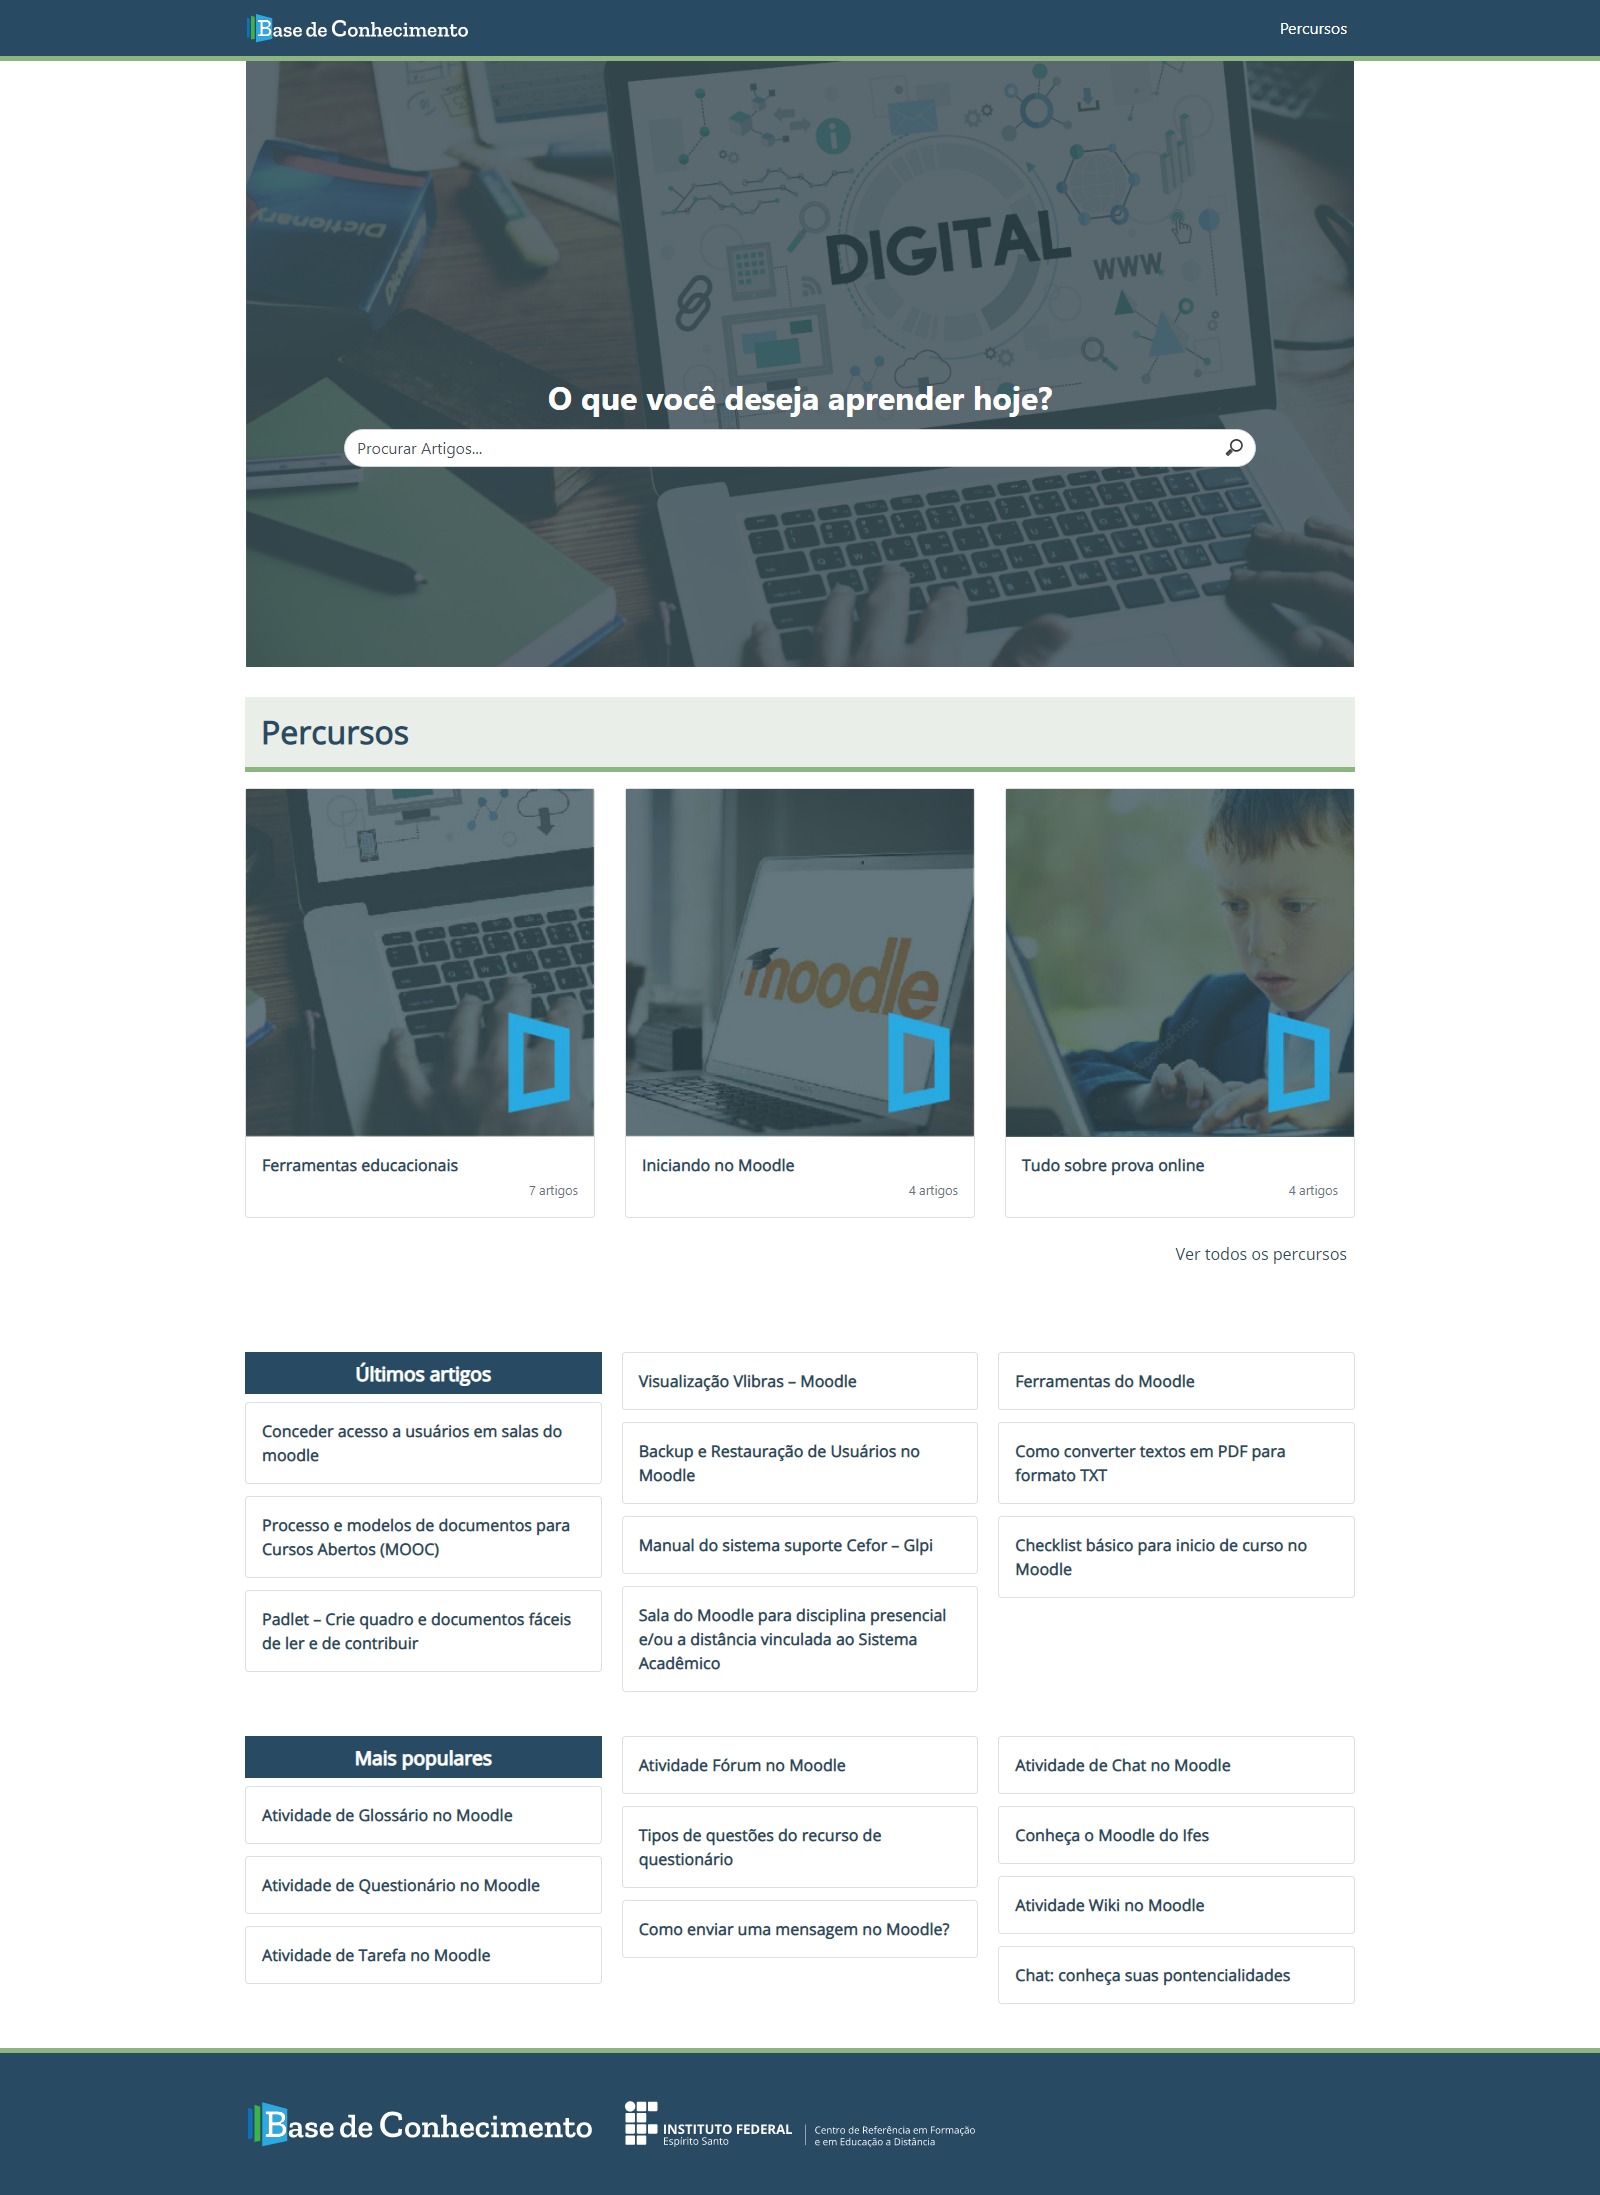 Base de Conhecimento
Percursos
Dictionary
DIGITAL
WWW
O que você deseja aprender hoje?
Procurar Artigos...
Percursos
moodle
depositphotos
Ferramentas educacionais
7 artigos
Iniciando no Moodle
4 artigos
Tudo sobre prova online
4 artigos
Ver todos os percursos
Últimos artigos
Conceder acesso a usuários em salas do
moodle
Processo e modelos de documentos para
Cursos Abertos (MOOC)
Padlet – Crie quadro e documentos fáceis
de ler e de contribuir
Visualização Vlibras – Moodle
Backup e Restauração de Usuários no
Moodle
Manual do sistema suporte Cefor – Glpi
Sala do Moodle para disciplina presencial
e/ou a distância vinculada ao Sistema
Acadêmico
Ferramentas do Moodle
Como converter textos em PDF para
formato TXT
Checklist básico para inicio de curso no
Moodle
Mais populares
Atividade de Glossário no Moodle
Atividade de Questionário no Moodle
Atividade de Tarefa no Moodle
Atividade Fórum no Moodle
Tipos de questões do recurso de
questionário
Como enviar uma mensagem no Moodle?
Atividade de Chat no Moodle
Conheça o Moodle do Ifes
Atividade Wiki no Moodle
Chat: conheça suas pontencialidades
Base de Conhecimento
INSTITUTO FEDERAL
Espírito Santo
Centro de Referência em Formação
e em Educação a Distância